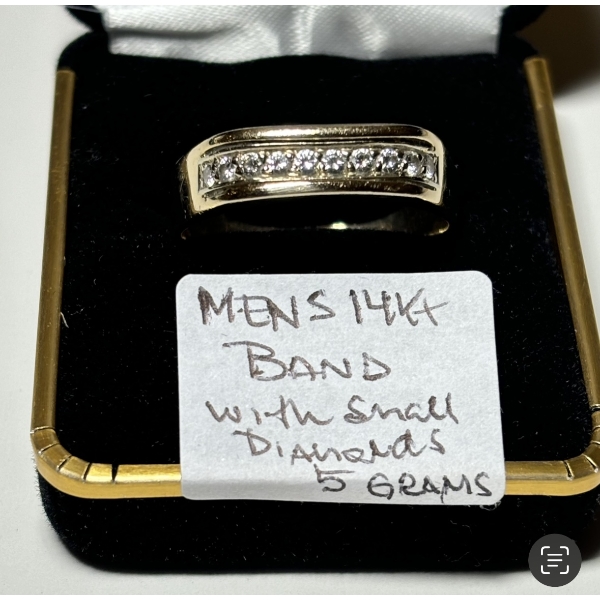 MENS 14Kt
BAND
with small
DIAMONDS
5 GRAMS